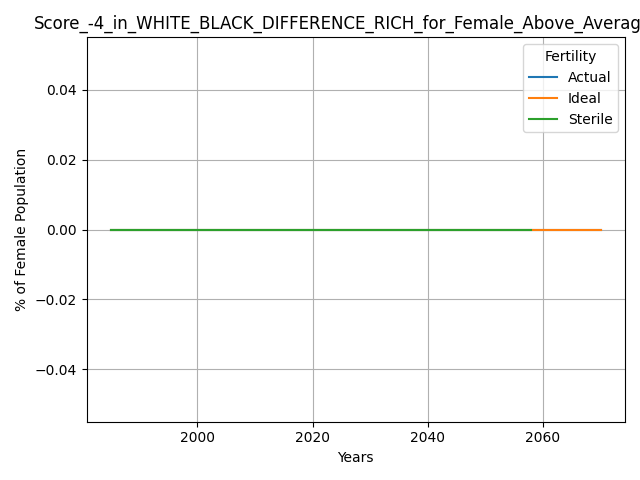 Score_-4_in_WHITE_BLACK_DIFFERENCE_RICH_for_Female_Above_Averag
Fertility
Actual
Ideal
Sterile
% of Female Population
0.04
0.02
0.00
−0.02
−0.04
2000 2020 2040 2060
Years